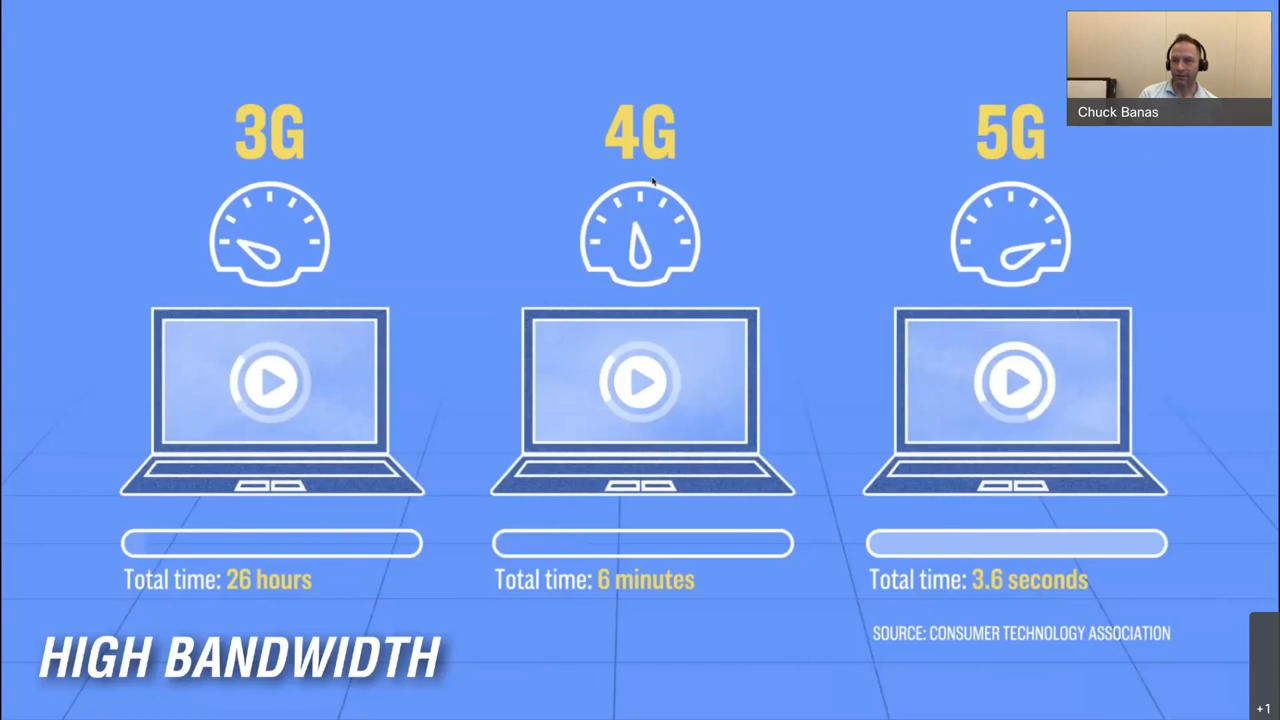 3G
4G
5G
Chuck Banas
Total time: 26 hours
Total time: 6 minutes
Total time: 3.6 seconds
SOURCE: CONSUMER TECHNOLOGY ASSOCIATION
HIGH BANDWIDTH
+1